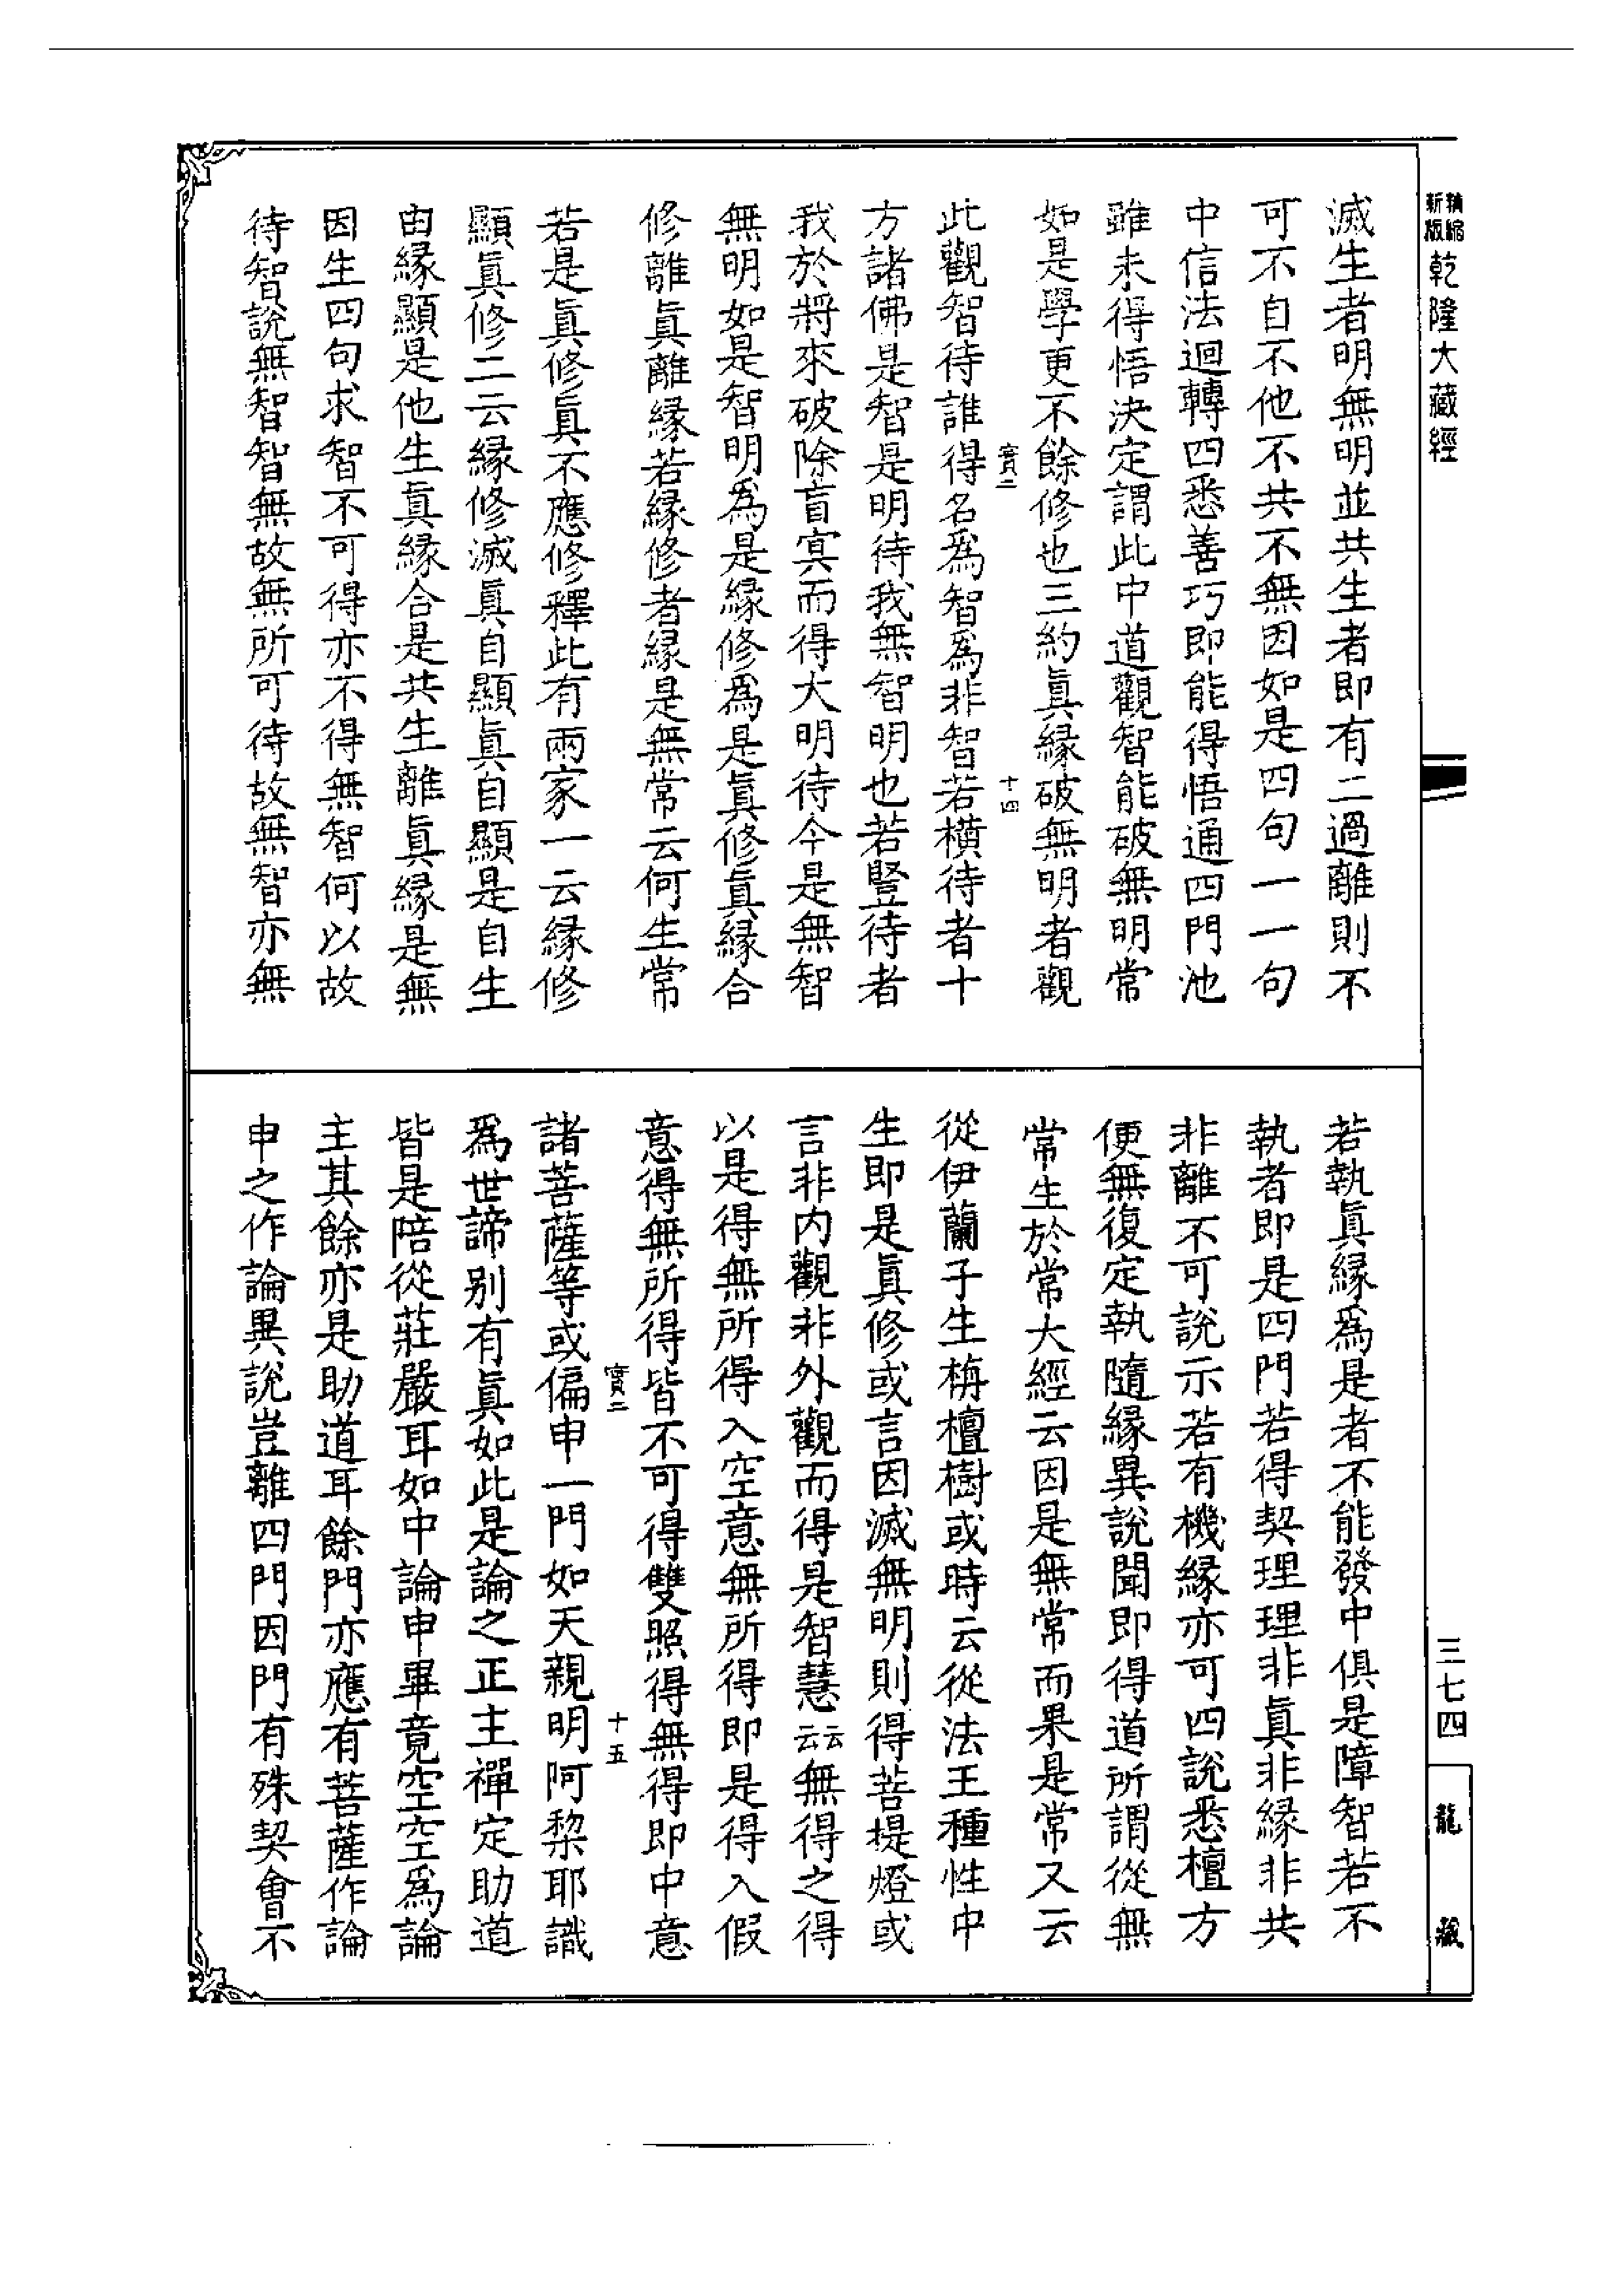 新版 精縮 乾隆大藏經
滅生者明無明並共生者即有二過離則不
可不自不他不共不無因如是四句一一句
中信法迴轉四悉善巧即能得悟通四門池
雖未得悟決定謂此中道觀智能破無明常
如是學更不餘修也三約眞緣破無明者觀
實二 十四
此觀智待誰得名爲智爲非智若橫待者十
方諸佛是智是明待我無智明也若豎待者
我於將來破除盲冥而得大明待今是無智
無明如是智明爲是緣修爲是眞修眞緣合
修離眞離緣若緣修者緣是無常云何生常
若是眞修眞不應修釋此有兩家一云緣修
顯眞修二云緣修滅眞自顯眞自顯是自生
由緣顯是他生眞緣合是共生離眞緣是無
因生四句求智不可得亦不得無智何以故
待智說無智智無故無所可待故無智亦無
若執眞緣爲是者不能發中俱是障智若不
執者即是四門若得契理理非眞非緣非共
非離不可說示若有機緣亦可四說悉檀方
便無復定執隨緣異說聞即得道所謂從無
常生於常大經云因是無常而果是常又云
從伊蘭子生栴檀樹或時云從法王種性中
生即是眞修或言因滅無明則得菩提燈或
言非内觀非外觀而得是智慧云云無得之得
以是得無所得入空意無所得即是得入假
意得無所得皆不可得雙照得無得即中意
實二 十五
諸菩薩等或偏申一門如天親明阿棃耶識
爲世諦别有眞如此是論之正主禪定助道
皆是陪從莊嚴耳如中論申畢竟空空爲論
主其餘亦是助道耳餘門亦應有菩薩作論
申之作論異說豈離四門因門有殊契會不
三七四
龍藏